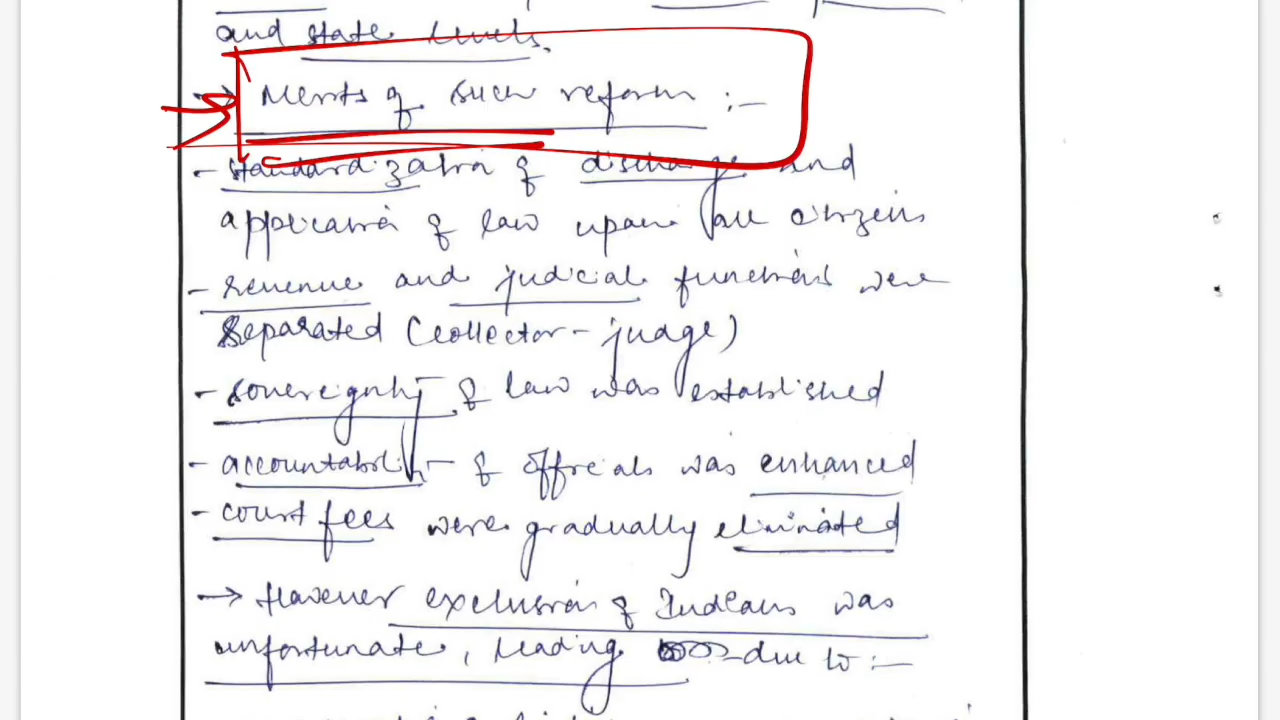 and state levels.
→ Merits of such reform :-
- standardization of discharge and
application of law upon all citizens
- revenue and judicial functions were
separated (collector - judge)
- sovereignty of law was established
- accountability of officials was enhanced
- court fees were gradually eliminated
→ However exclusion of Indians was
unfortunate, leading due to :-